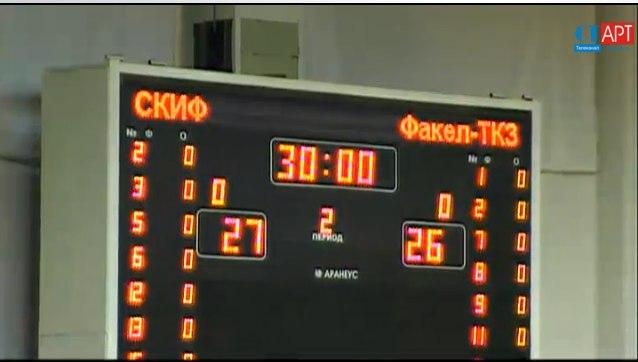 АРТ
Телеканал
СКИФ
Факел-ТКЗ
№ Ф О
№ Ф О
30:00
2 0
1 0
3 0
0
0
2 0
5 0
27
2
ПЕРИОД
26
7 0
6 0
АРАНЕУС
8 0
12 0
9 0
13 0
11 0